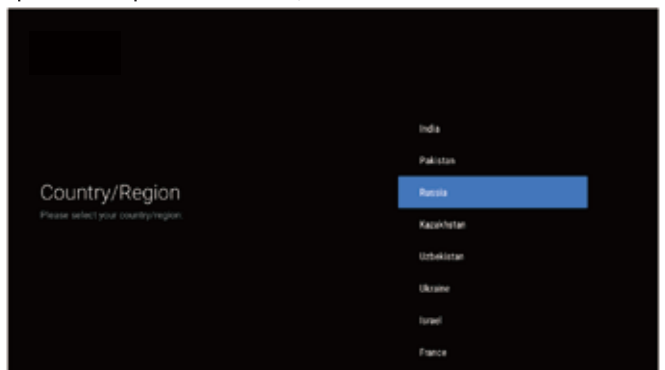 Country/Region
Please select your country/region.
India
Pakistan
Russia
Kazakhstan
Uzbekistan
Ukraine
Israel
France